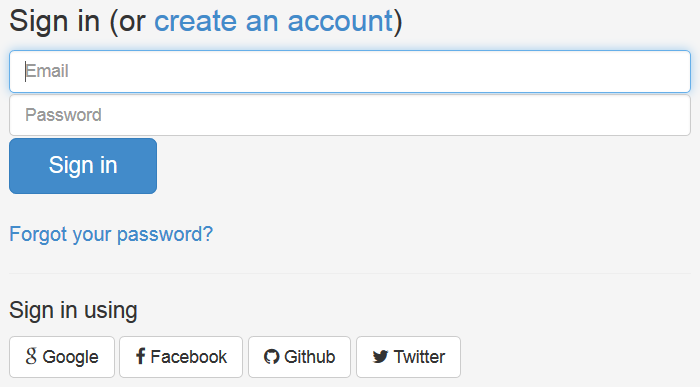 Sign in (or create an account)
Email
Password
Sign in
Forgot your password?
Sign in using
Google Facebook Github Twitter